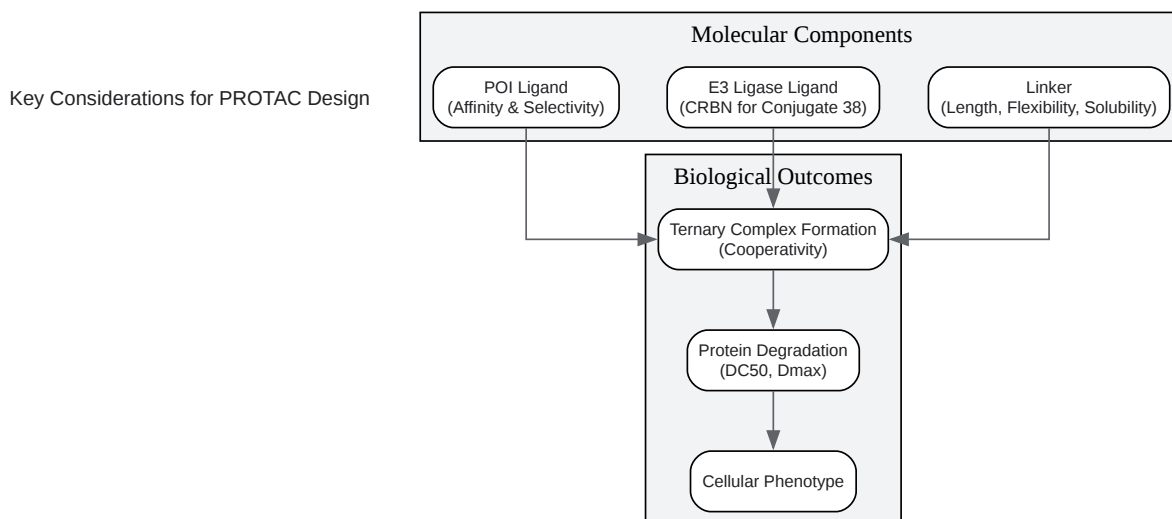 Molecular Components
Key Considerations for PROTAC Design
POI Ligand
(Affinity & Selectivity)
E3 Ligase Ligand
(CRBN for Conjugate 38)
Linker
(Length, Flexibility, Solubility)
Biological Outcomes
Ternary Complex Formation
(Cooperativity)
Protein Degradation
(DC50, Dmax)
Cellular Phenotype